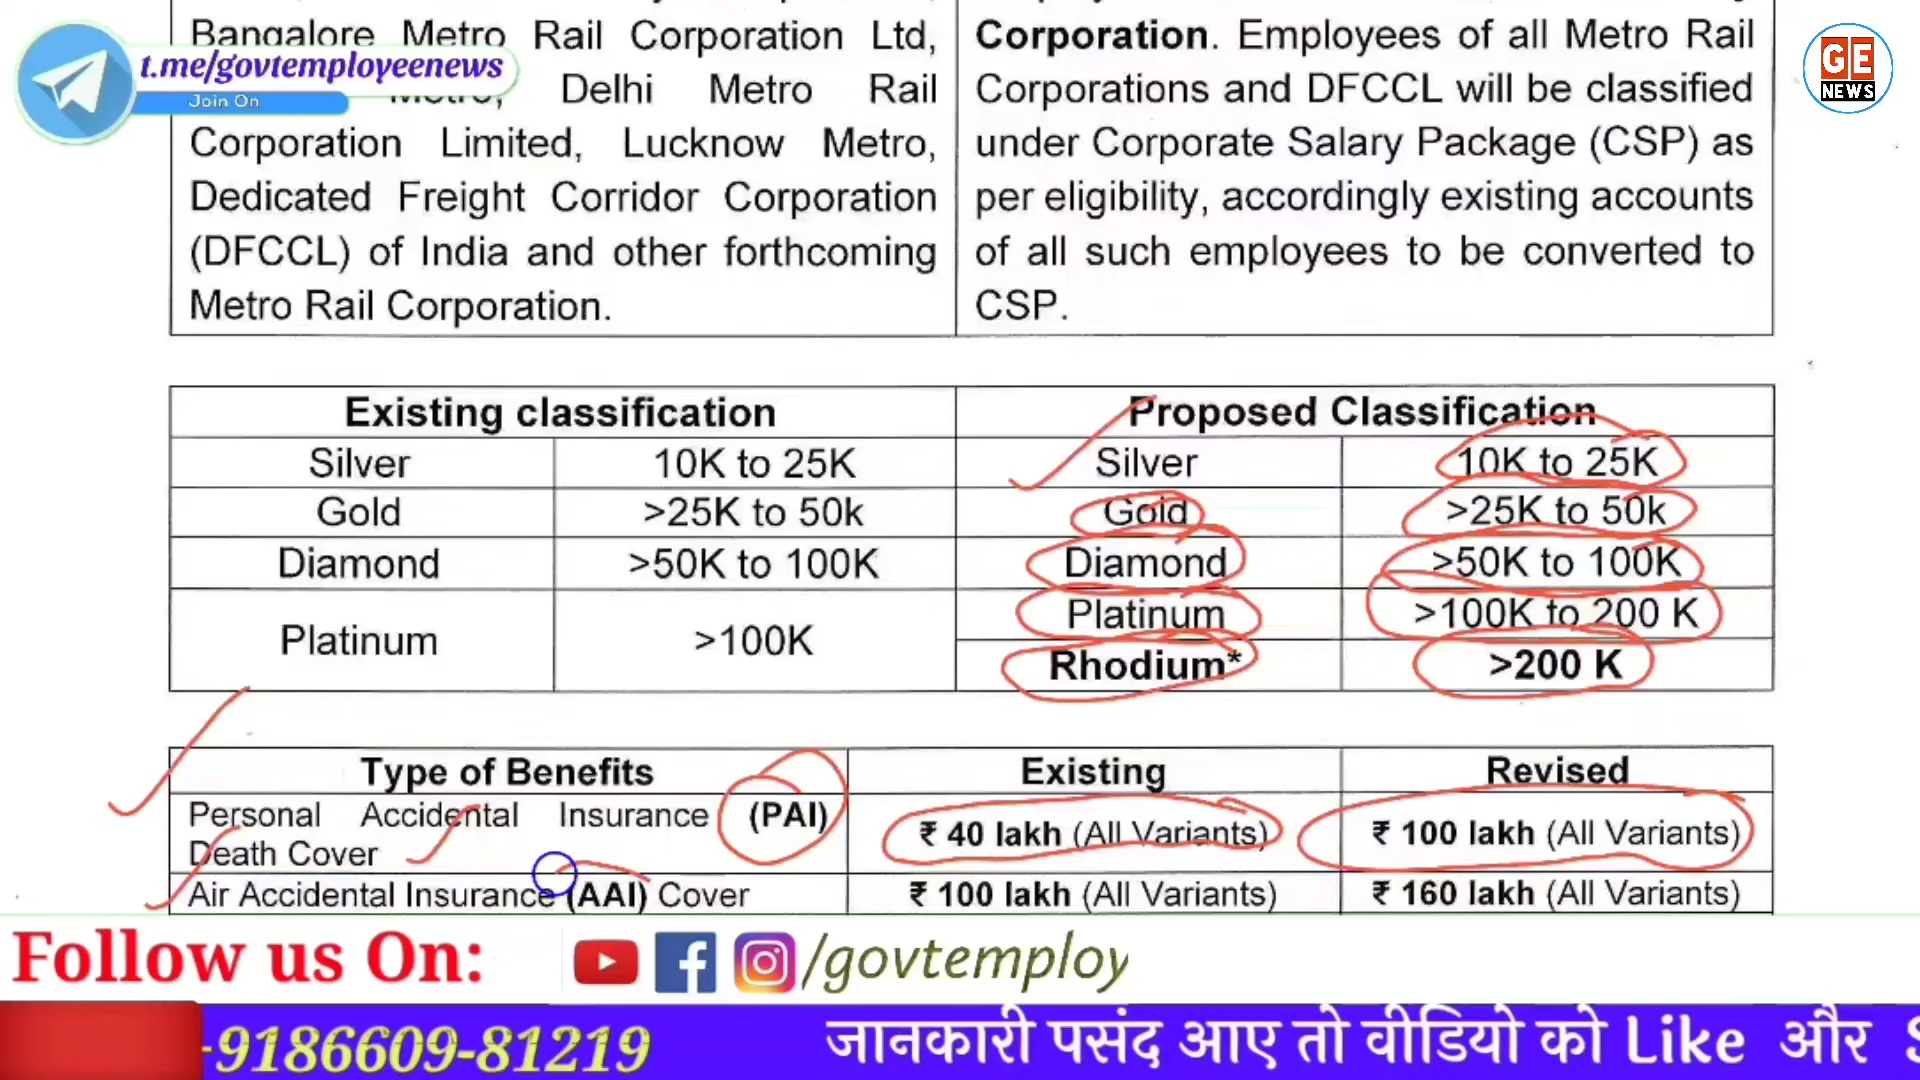 Bangalore Metro Rail Corporation Ltd,
t.me/govtemployeenews
Join On
Metro, Delhi Metro Rail
Corporation Limited, Lucknow Metro,
Dedicated Freight Corridor Corporation
(DFCCL) of India and other forthcoming
Metro Rail Corporation.
Corporation. Employees of all Metro Rail
Corporations and DFCCL will be classified
under Corporate Salary Package (CSP) as
per eligibility, accordingly existing accounts
of all such employees to be converted to
CSP.
GE
NEWS
Existing classification Proposed Classification
Silver 10K to 25K Silver 10K to 25K
Gold >25K to 50k Gold >25K to 50k
Diamond >50K to 100K Diamond >50K to 100K
Platinum >100K Platinum >100K to 200 K
Rhodium* >200 K
Type of Benefits Existing Revised
Personal Accidental Insurance (PAI) ₹ 40 lakh (All Variants) ₹ 100 lakh (All Variants)
Death Cover
Air Accidental Insurance (AAI) Cover ₹ 100 lakh (All Variants) ₹ 160 lakh (All Variants)
Follow us On: /govtemploy
-9186609-81219 जानकारी पसंद आए तो वीडियो को Like और